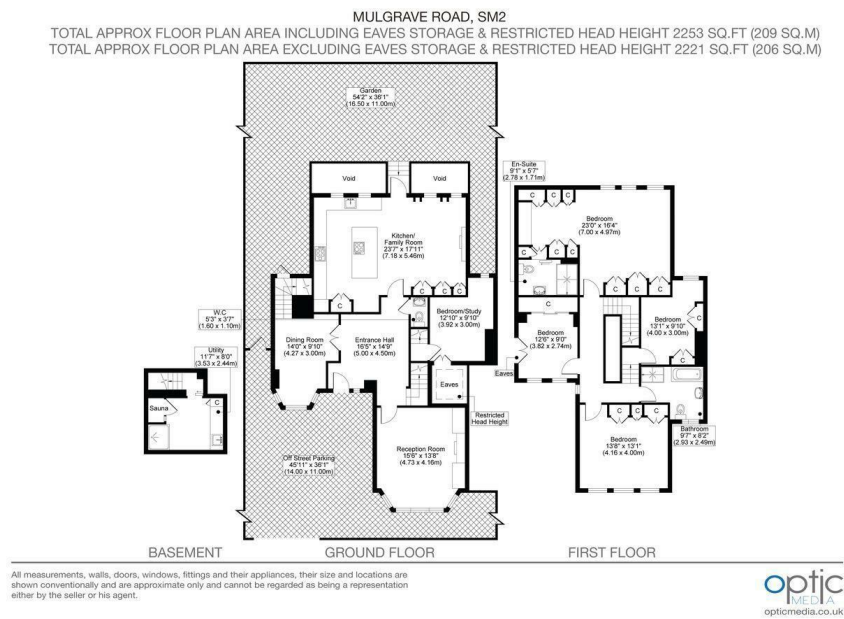 MULGRAVE ROAD, SM2
TOTAL APPROX FLOOR PLAN AREA INCLUDING EAVES STORAGE & RESTRICTED HEAD HEIGHT 2253 SQ.FT (209 SQ.M)
TOTAL APPROX FLOOR PLAN AREA EXCLUDING EAVES STORAGE & RESTRICTED HEAD HEIGHT 2221 SQ.FT (206 SQ.M)
Garden
54'2" x 36'1"
(16.50 x 11.00m)
Void
Void
Kitchen/
Family Room
23'7" x 17'11"
(7.18 x 5.46m)
C
C
C
C
W.C
5'3" x 3'7"
(1.60 x 1.10m)
Bedroom/Study
12'10" x 9'10"
(3.92 x 3.00m)
Dining Room
14'0" x 9'10"
(4.27 x 3.00m)
Entrance Hall
16'5" x 14'9"
(5.00 x 4.50m)
Eaves
Restricted
Head Height
Utility
11'7" x 8'0"
(3.53 x 2.44m)
Sauna
C
Off Street Parking
45'11" x 36'1"
(14.00 x 11.00m)
Reception Room
15'6" x 13'8"
(4.73 x 4.16m)
En-Suite
9'1" x 5'7"
(2.78 x 1.71m)
C
C
C
Bedroom
23'0" x 16'4"
(7.00 x 4.97m)
C
C
C
C
C
C
C
Bedroom
12'6" x 9'0"
(3.82 x 2.74m)
Eaves
Bedroom
13'1" x 9'10"
(4.00 x 3.00m)
C
C
C
C
C
Bathroom
9'7" x 8'2"
(2.93 x 2.49m)
Bedroom
13'8" x 13'1"
(4.16 x 4.00m)
BASEMENT
GROUND FLOOR
FIRST FLOOR
All measurements, walls, doors, windows, fittings and their appliances, their size and locations are
shown conventionally and are approximate only and cannot be regarded as being a representation
either by the seller or his agent.
optic
MEDIA
opticmedia.co.uk